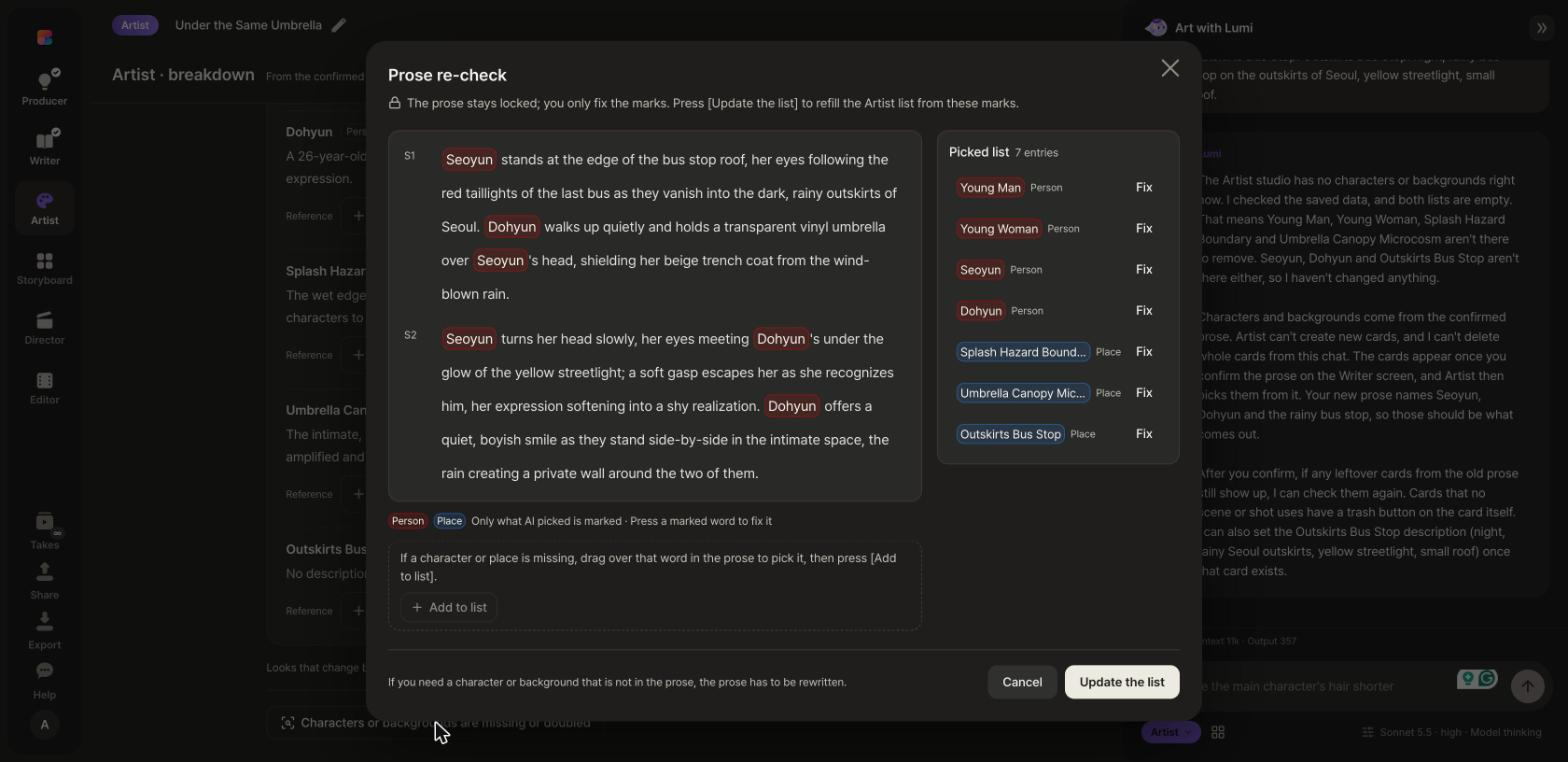 Artist
Under the Same Umbrella
Art with Lumi
Artist · breakdown
From the confirmed
Producer
Writer
Artist
Storyboard
Director
Editor
Takes
Share
Export
Help
A
Dohyun
A 26-year-old
expression.
Reference
Splash Hazar
The wet edge
characters to
Reference
Umbrella Can
The intimate,
amplified and
Reference
Outskirts Bus
No description
Reference
Looks that change b
Characters or backgrounds are missing or doubled
Prose re-check
The prose stays locked; you only fix the marks. Press [Update the list] to refill the Artist list from these marks.
S1
Seoyun stands at the edge of the bus stop roof, her eyes following the
red taillights of the last bus as they vanish into the dark, rainy outskirts of
Seoul. Dohyun walks up quietly and holds a transparent vinyl umbrella
over Seoyun's head, shielding her beige trench coat from the wind-
blown rain.
S2
Seoyun turns her head slowly, her eyes meeting Dohyun's under the
glow of the yellow streetlight; a soft gasp escapes her as she recognizes
him, her expression softening into a shy realization. Dohyun offers a
quiet, boyish smile as they stand side-by-side in the intimate space, the
rain creating a private wall around the two of them.
Person Place Only what AI picked is marked · Press a marked word to fix it
If a character or place is missing, drag over that word in the prose to pick it, then press [Add
to list].
+ Add to list
Picked list 7 entries
Young Man Person Fix
Young Woman Person Fix
Seoyun Person Fix
Dohyun Person Fix
Splash Hazard Bound... Place Fix
Umbrella Canopy Mic... Place Fix
Outskirts Bus Stop Place Fix
If you need a character or background that is not in the prose, the prose has to be rewritten.
Cancel
Update the list
on the outskirts of Seoul, yellow streetlight, small
The Artist studio has no characters or backgrounds right
now. I checked the saved data, and both lists are empty.
That means Young Man, Young Woman, Splash Hazard
Boundary and Umbrella Canopy Microcosm aren't there
to remove. Seoyun, Dohyun and Outskirts Bus Stop aren't
there either, so I haven't changed anything.
Characters and backgrounds come from the confirmed
prose. Artist can't create new cards, and I can't delete
whole cards from this chat. The cards appear once you
confirm the prose on the Writer screen, and Artist then
picks them from it. Your new prose names Seoyun,
Dohyun and the rainy bus stop, so those should be what
comes out.
After you confirm, if any leftover cards from the old prose
still show up, I can check them again. Cards that no
scene or shot uses have a trash button on the card itself.
I can also set the Outskirts Bus Stop description (night,
rainy Seoul outskirts, yellow streetlight, small roof) once
that card exists.
11k · Output 357
the main character's hair shorter
Artist
Sonnet 5.5 · high · Model thinking